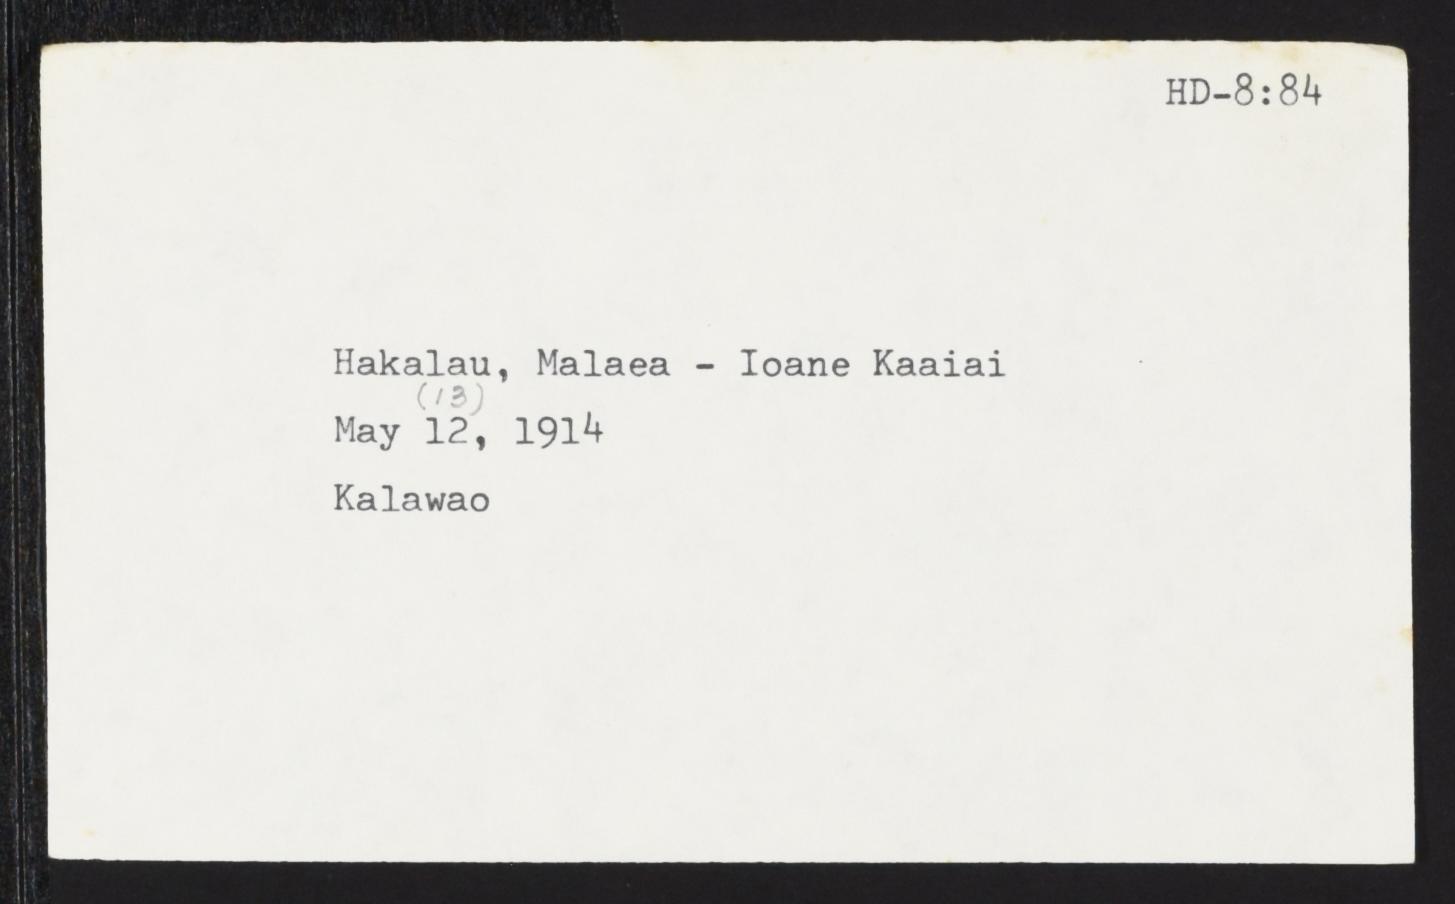 HD-8:84
Hakalau, Malaea - Ioane Kaaiai
(13)
May 12, 1914
Kalawao